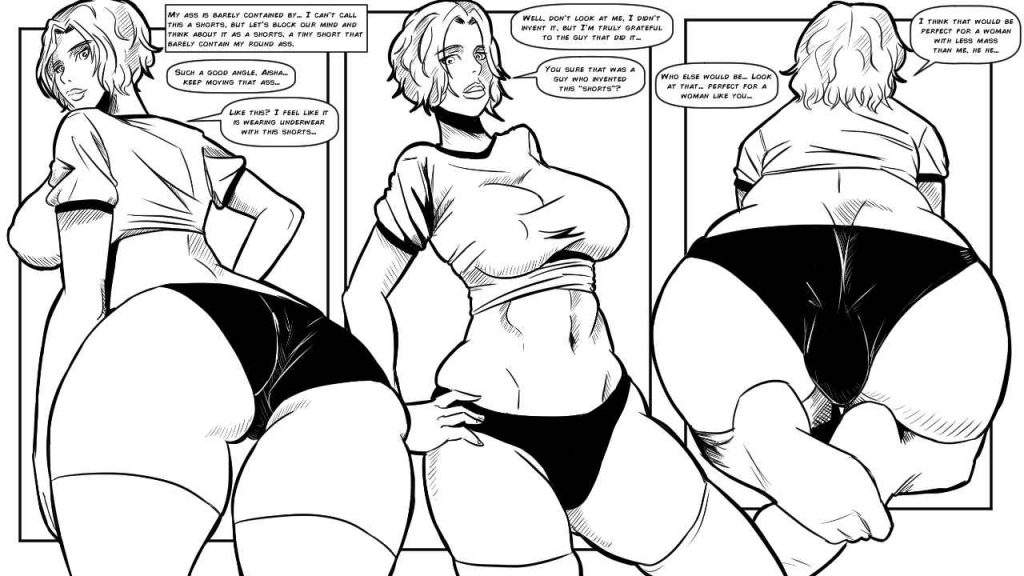 My ass is barely contained by... I can't call
this a shorts, but let's block our mind and
think about it as a shorts, a tiny short that
barely contain my round ass.
Such a good angle, Aisha...
keep moving that ass...
Like this? I feel like it
is wearing underwear
with this shorts...
Well, don't look at me, I didn't
invent it, but I'm truly grateful
to the guy that did it...
You sure that was a
guy who invented
this "shorts"?
Who else would be... Look
at that... perfect for a
woman like you...
I think that would be
perfect for a woman
with less mass
than me, he he...